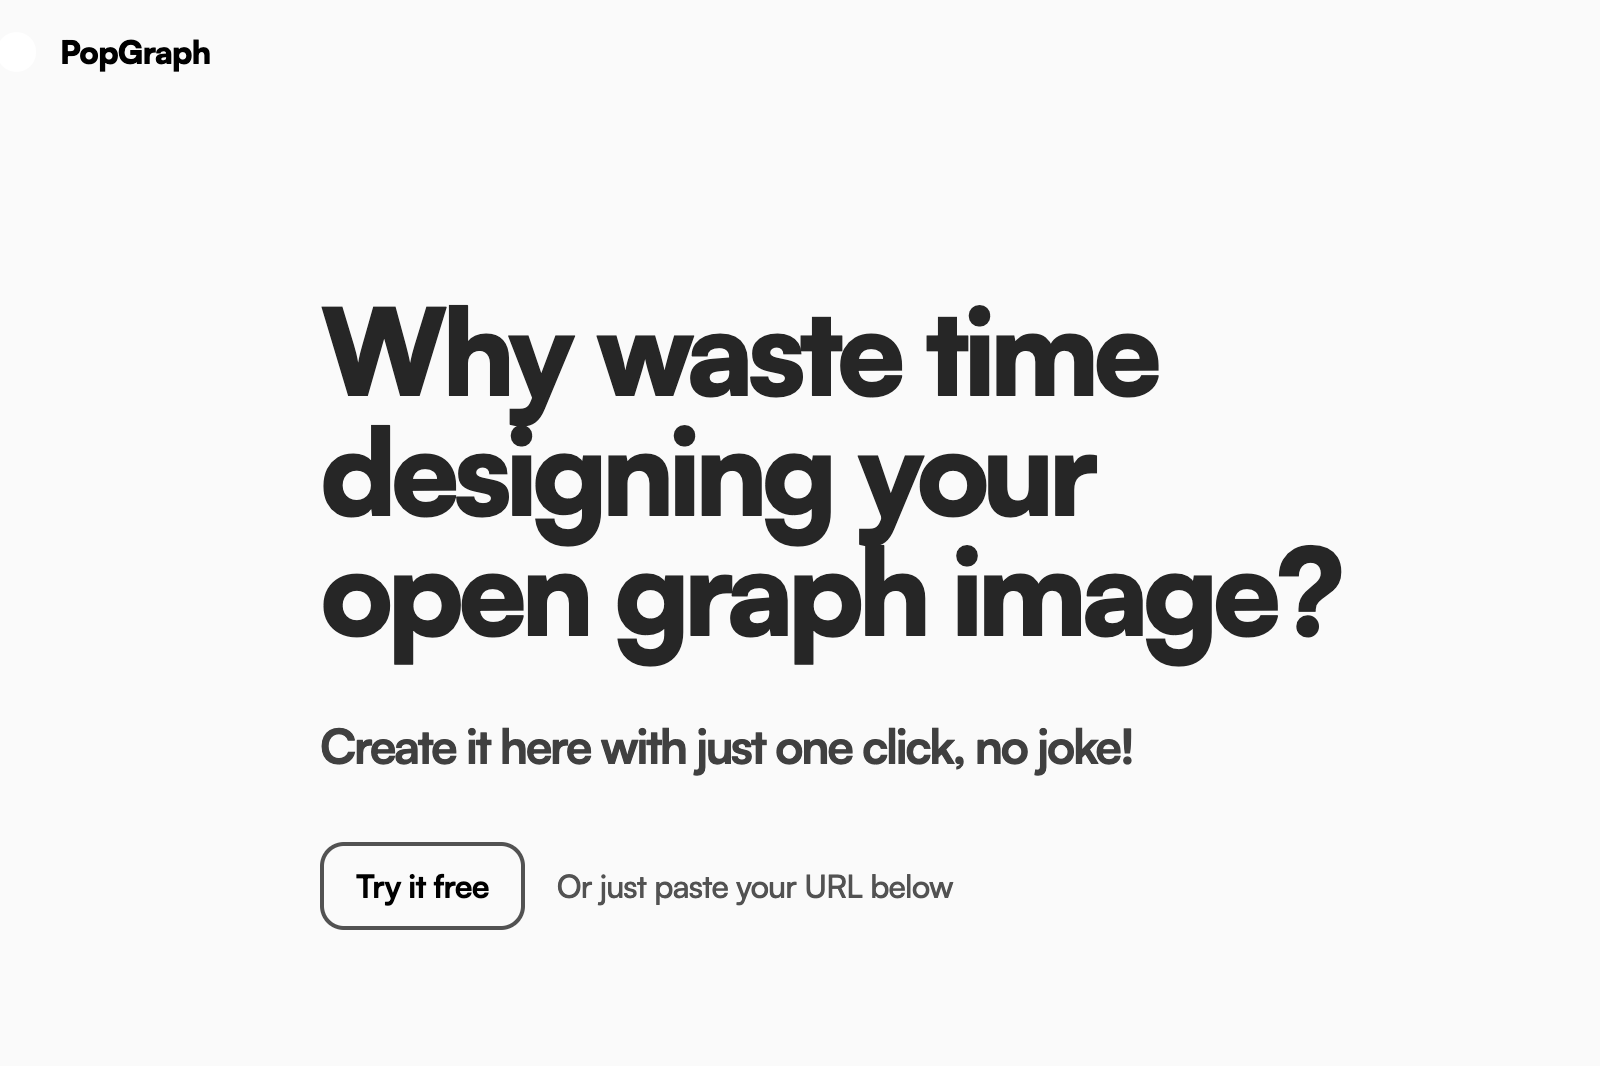 PopGraph
Why waste time
designing your
open graph image?
Create it here with just one click, no joke!
Try it free
Or just paste your URL below